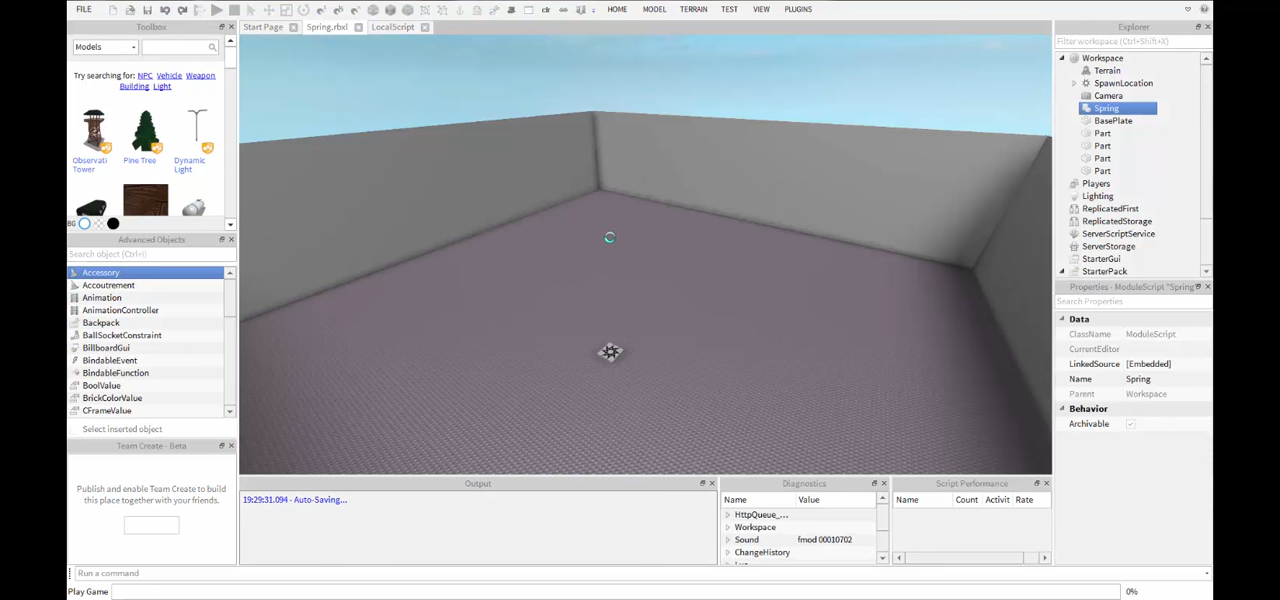 FILE HOME MODEL TERRAIN TEST VIEW PLUGINS
Toolbox
Start Page Spring.rbxl LocalScript
Explorer
Models
Filter workspace (Ctrl+Shift+X)
Try searching for: NPC Vehicle Weapon
Building Light
Observati
Tower
Pine Tree
Dynamic
Light
BG
Advanced Objects
Search object (Ctrl+I)
Accessory
Accoutrement
Animation
AnimationController
Backpack
BallSocketConstraint
BillboardGui
BindableEvent
BindableFunction
BoolValue
BrickColorValue
CFrameValue
Select inserted object
Team Create - Beta
Publish and enable Team Create to build
this place together with your friends.
Workspace
Terrain
SpawnLocation
Camera
Spring
BasePlate
Part
Part
Part
Part
Players
Lighting
ReplicatedFirst
ReplicatedStorage
ServerScriptService
ServerStorage
StarterGui
StarterPack
Properties - ModuleScript "Spring"
Search Properties
Data
ClassName ModuleScript
CurrentEditor
LinkedSource [Embedded]
Name Spring
Parent Workspace
Behavior
Archivable
Output
19:29:31.094 - Auto-Saving...
Diagnostics
Name Value
HttpQueue_...
Workspace
Sound fmod 00010702
ChangeHistory
Script Performance
Name Count Activit Rate
Run a command
Play Game 0%